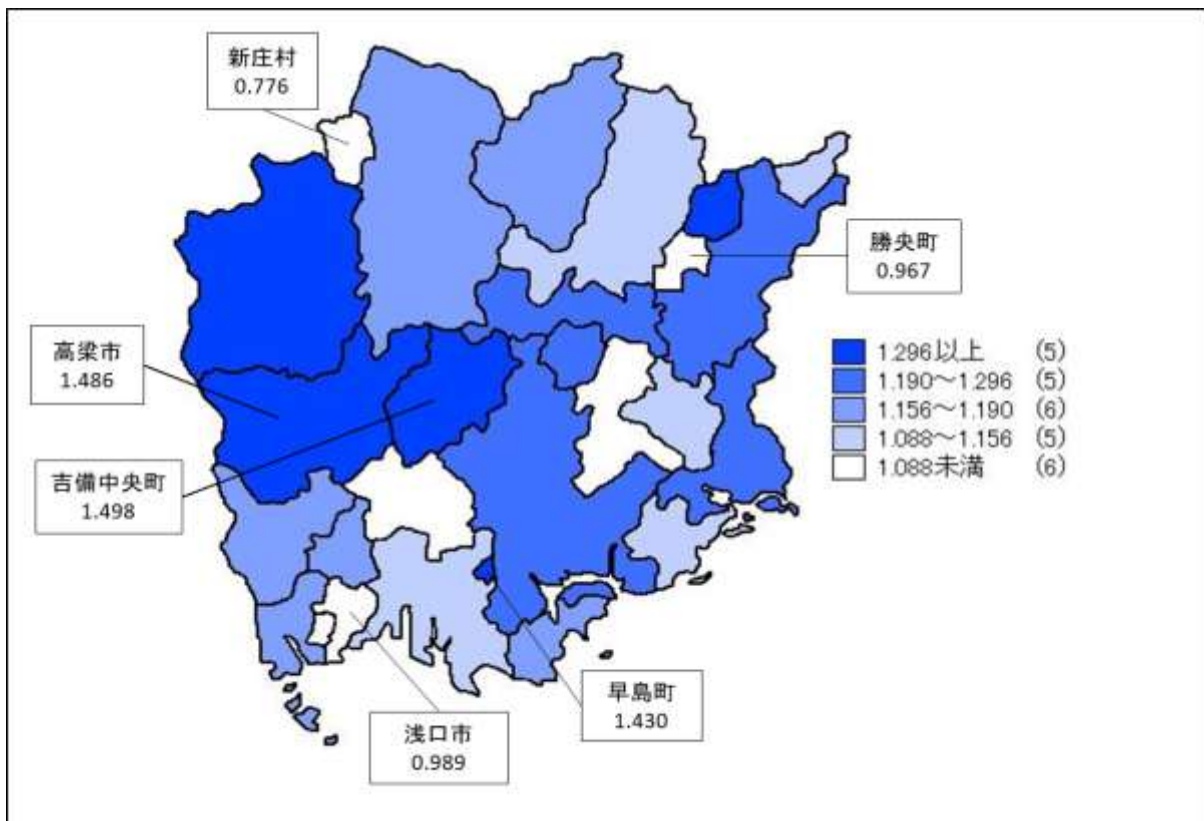 新庄村
0.776
勝央町
0.967
高梁市
1.486
吉備中央町
1.498
1.296以上 (5)
1.190～1.296 (5)
1.156～1.190 (6)
1.088～1.156 (5)
1.088未満 (6)
早島町
1.430
浅口市
0.989